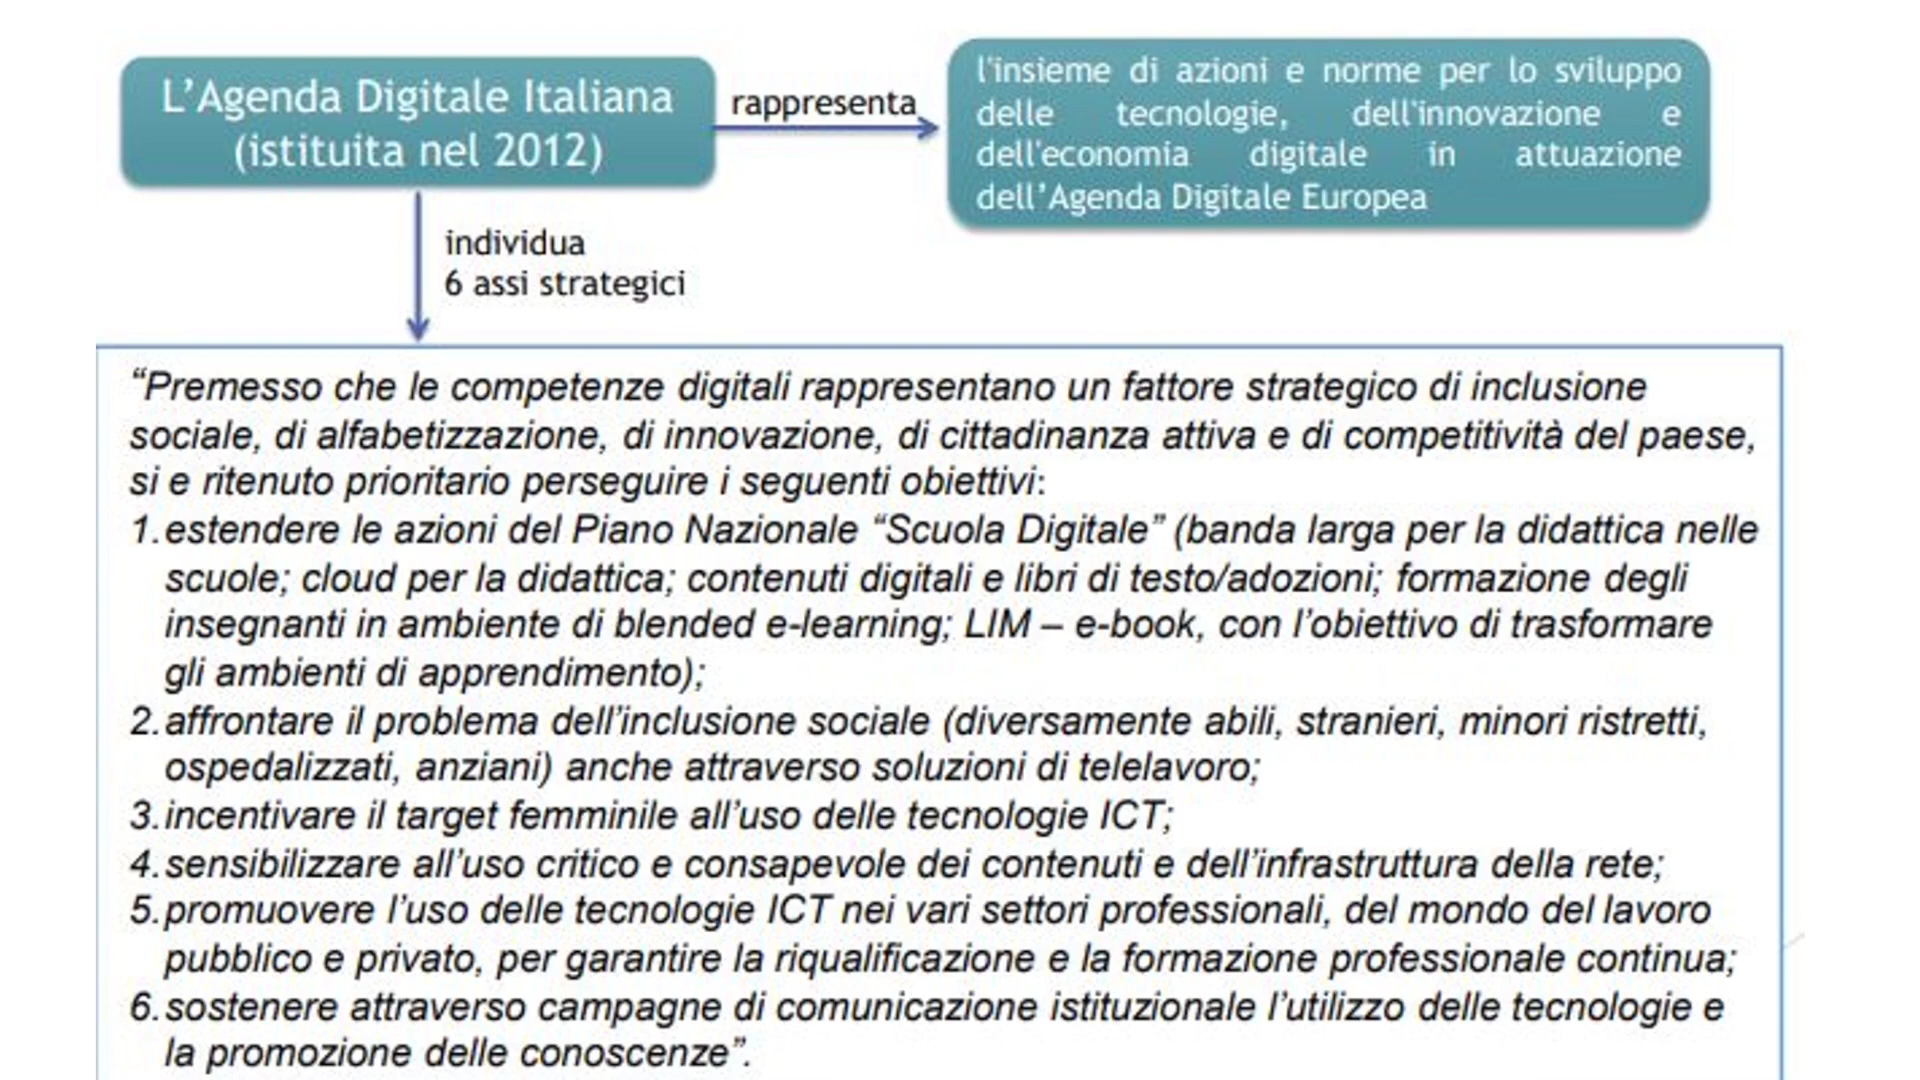 L’Agenda Digitale Italiana
(istituita nel 2012)
rappresenta
l'insieme di azioni e norme per lo sviluppo
delle tecnologie, dell'innovazione e
dell'economia digitale in attuazione
dell’Agenda Digitale Europea
individua
6 assi strategici
“Premesso che le competenze digitali rappresentano un fattore strategico di inclusione
sociale, di alfabetizzazione, di innovazione, di cittadinanza attiva e di competitività del paese,
si e ritenuto prioritario perseguire i seguenti obiettivi:
1.estendere le azioni del Piano Nazionale “Scuola Digitale” (banda larga per la didattica nelle
scuole; cloud per la didattica; contenuti digitali e libri di testo/adozioni; formazione degli
insegnanti in ambiente di blended e-learning; LIM – e-book, con l’obiettivo di trasformare
gli ambienti di apprendimento);
2.affrontare il problema dell’inclusione sociale (diversamente abili, stranieri, minori ristretti,
ospedalizzati, anziani) anche attraverso soluzioni di telelavoro;
3.incentivare il target femminile all’uso delle tecnologie ICT;
4.sensibilizzare all’uso critico e consapevole dei contenuti e dell’infrastruttura della rete;
5.promuovere l’uso delle tecnologie ICT nei vari settori professionali, del mondo del lavoro
pubblico e privato, per garantire la riqualificazione e la formazione professionale continua;
6.sostenere attraverso campagne di comunicazione istituzionale l’utilizzo delle tecnologie e
la promozione delle conoscenze”.